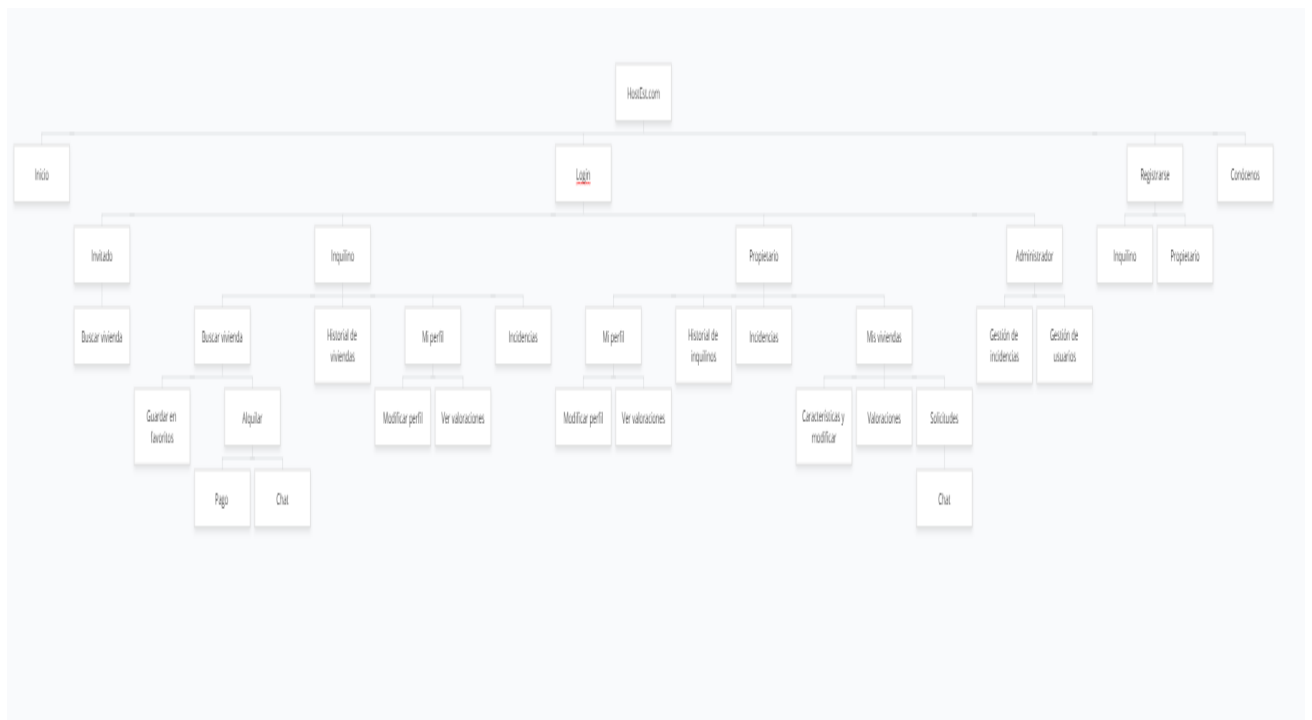 HostEst.com
Inicio
Login
Registrarse
Conócenos
Invitado
Inquilino
Propietario
Administrador
Inquilino
Propietario
Buscar vivienda
Buscar vivienda
Historial de
viviendas
Mi perfil
Incidencias
Mi perfil
Historial de
inquilinos
Incidencias
Mis viviendas
Gestión de
incidencias
Gestión de
usuarios
Guardar en
favoritos
Alquilar
Modificar perfil
Ver valoraciones
Modificar perfil
Ver valoraciones
Características y
modificar
Valoraciones
Solicitudes
Pago
Chat
Chat